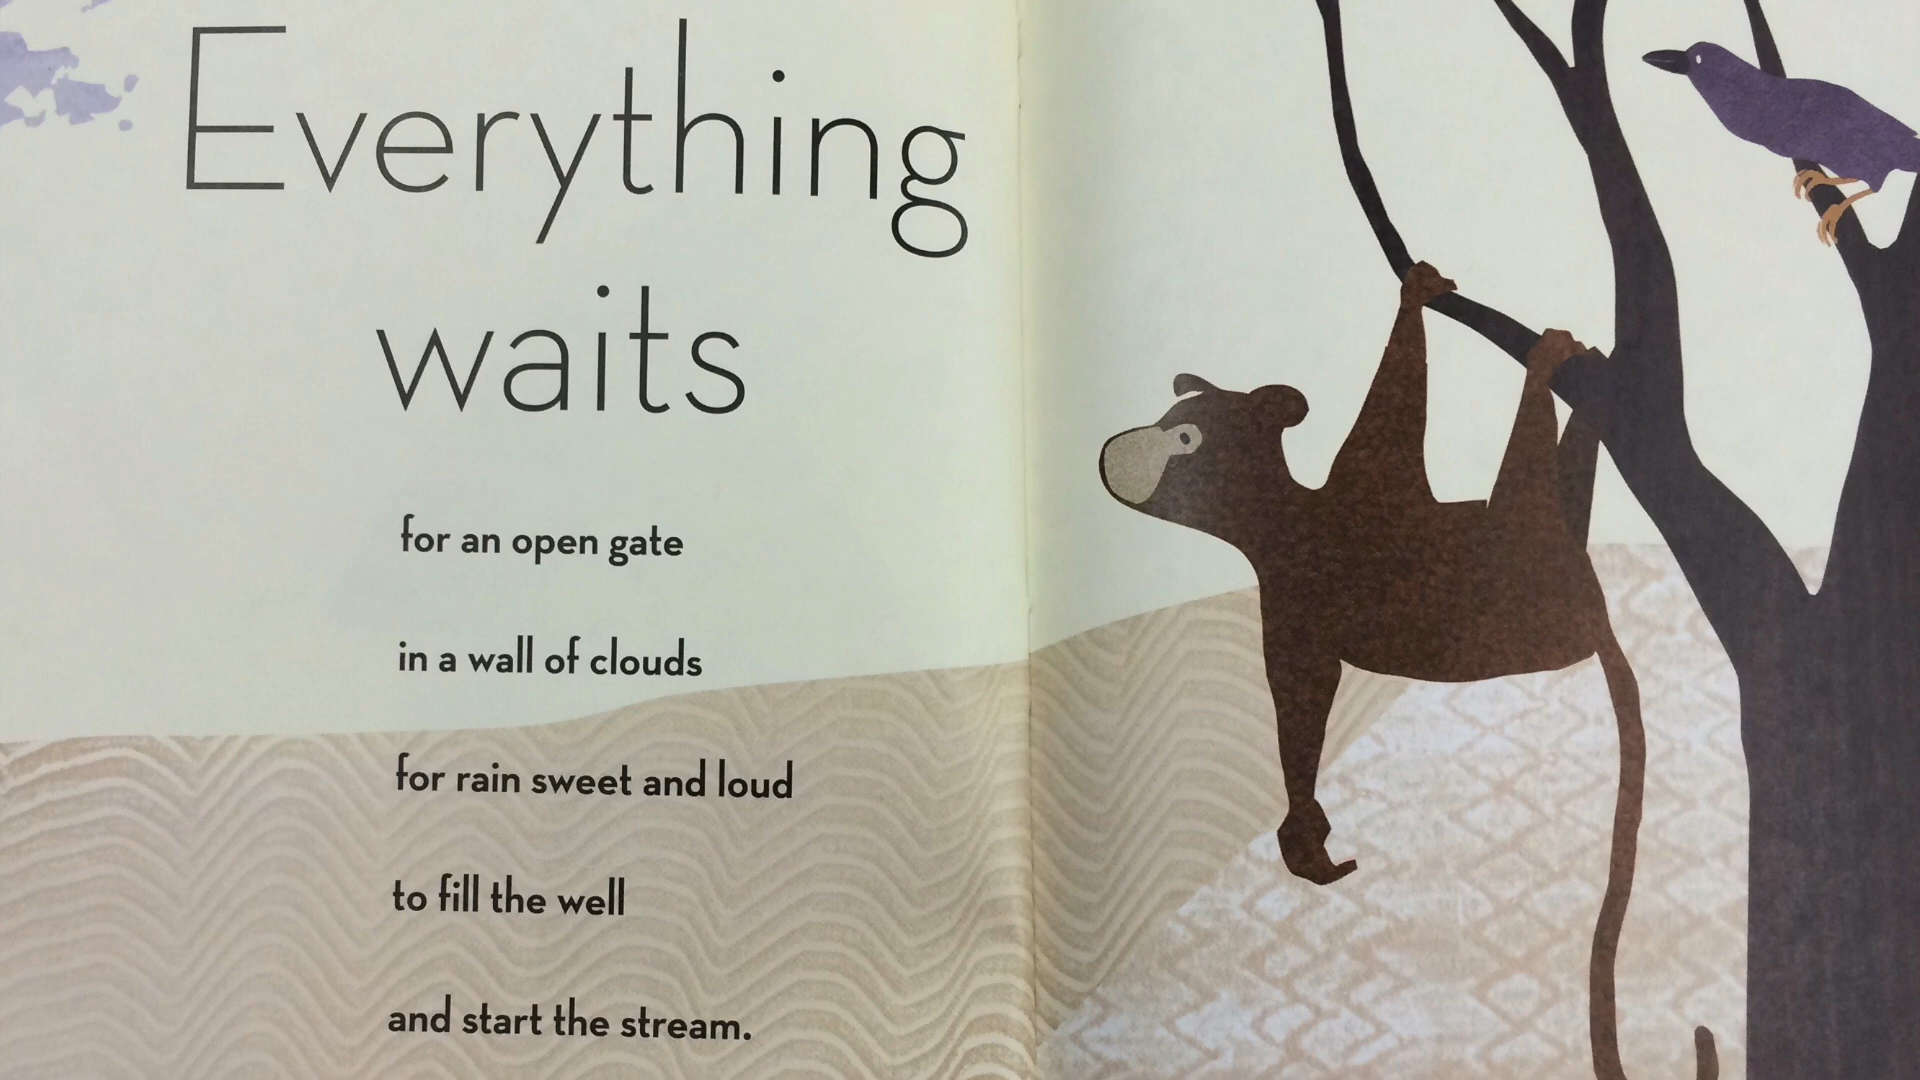 Everything
waits
for an open gate
in a wall of clouds
for rain sweet and loud
to fill the well
and start the stream.